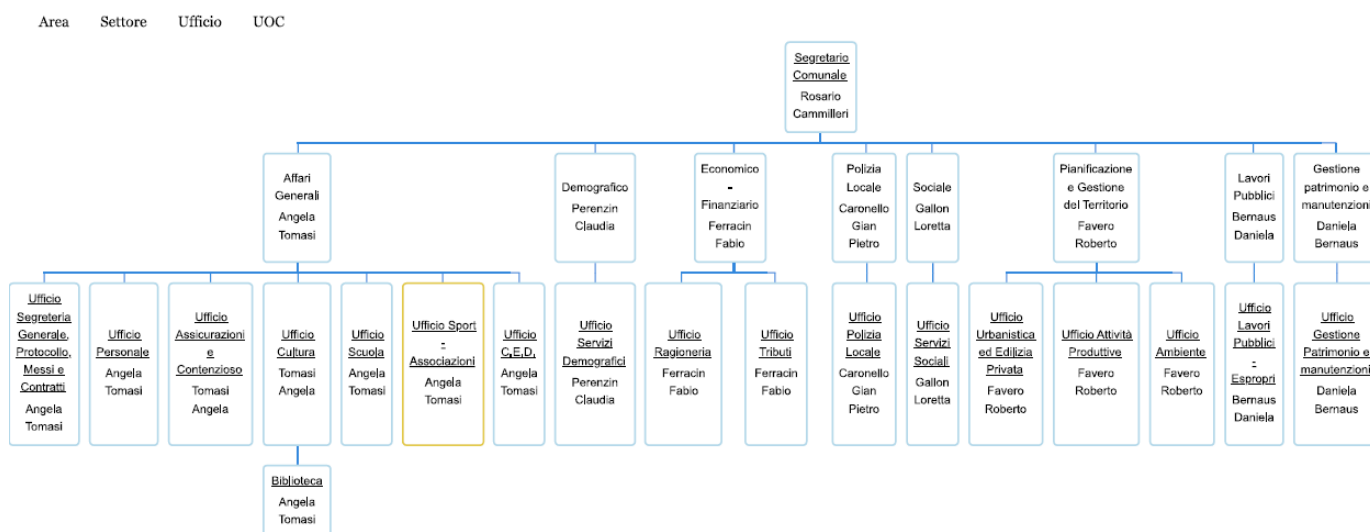 Area Settore Ufficio UOC
Segretario
Comunale
Rosario
Cammilleri
Affari
Generali
Angela
Tomasi
Demografico
Perenzin
Claudia
Economico
-
Finanziario
Ferracin
Fabio
Polizia
Locale
Caronello
Gian
Pietro
Sociale
Gallon
Loretta
Pianificazione
e Gestione
del Territorio
Favero
Roberto
Lavori
Pubblici
Bernaus
Daniela
Gestione
patrimonio e
manutenzioni
Daniela
Bernaus
Ufficio
Segreteria
Generale,
Protocollo,
Messi e
Contratti
Angela
Tomasi
Ufficio
Personale
Angela
Tomasi
Ufficio
Assicurazioni
e
Contenzioso
Tomasi
Angela
Ufficio
Cultura
Tomasi
Angela
Ufficio
Scuola
Angela
Tomasi
Ufficio Sport
-
Associazioni
Angela
Tomasi
Ufficio
C.E.D.
Angela
Tomasi
Ufficio
Servizi
Demografici
Perenzin
Claudia
Ufficio
Ragioneria
Ferracin
Fabio
Ufficio
Tributi
Ferracin
Fabio
Ufficio
Polizia
Locale
Caronello
Gian
Pietro
Ufficio
Servizi
Sociali
Gallon
Loretta
Ufficio
Urbanistica
ed Edilizia
Privata
Favero
Roberto
Ufficio Attività
Produttive
Favero
Roberto
Ufficio
Ambiente
Favero
Roberto
Ufficio
Lavori
Pubblici
-
Espropri
Bernaus
Daniela
Ufficio
Gestione
Patrimonio e
manutenzioni
Daniela
Bernaus
Biblioteca
Angela
Tomasi